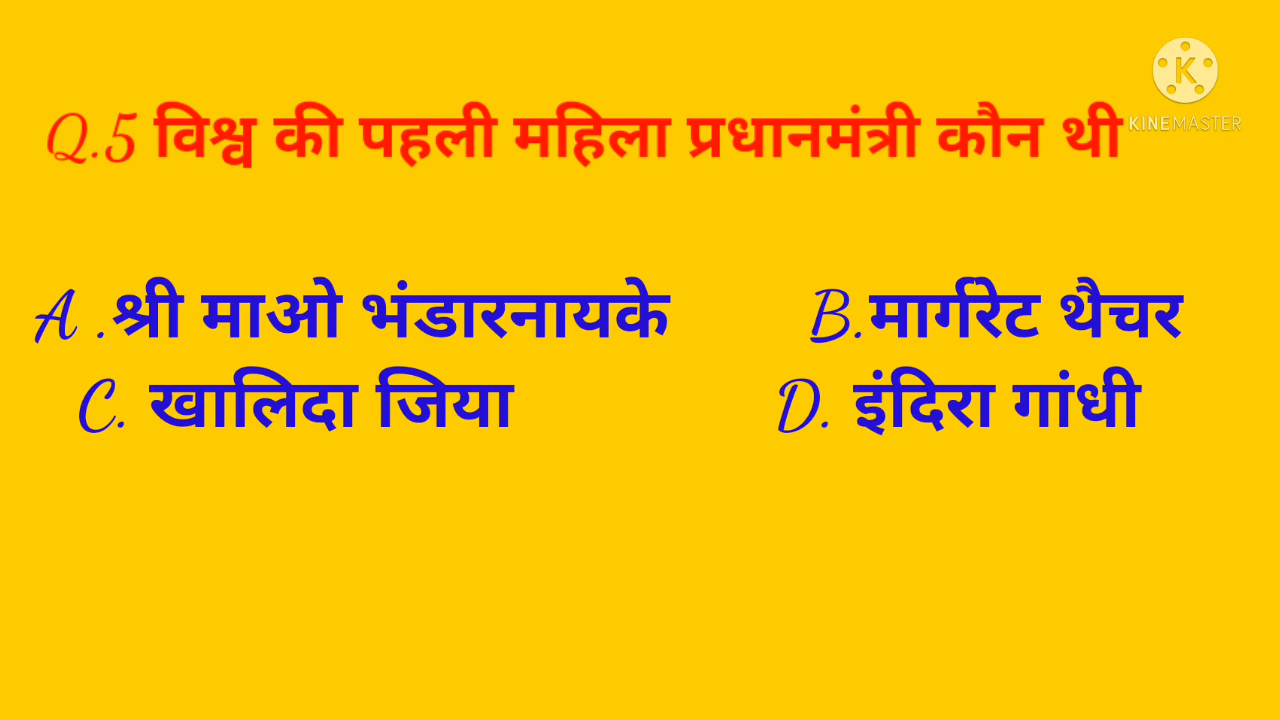 Q.5 विश्व की पहली महिला प्रधानमंत्री कौन थी
K
KINEMASTER
A .श्री माओ भंडारनायके B.मार्गरेट थैचर
C. खालिदा जिया D. इंदिरा गांधी